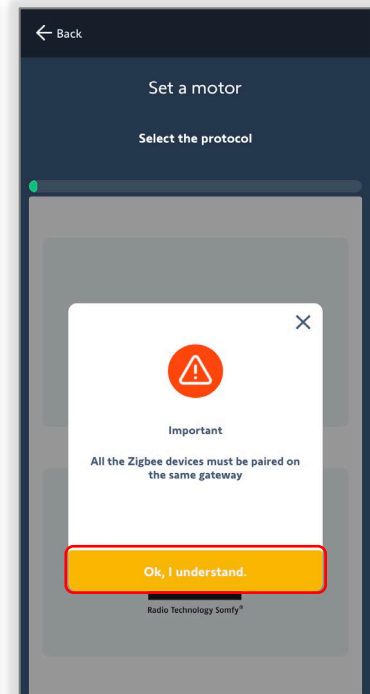 Back
Set a motor
Select the protocol
Important
All the Zigbee devices must be paired on
the same gateway
Ok, I understand.
Radio Technology Somfy®